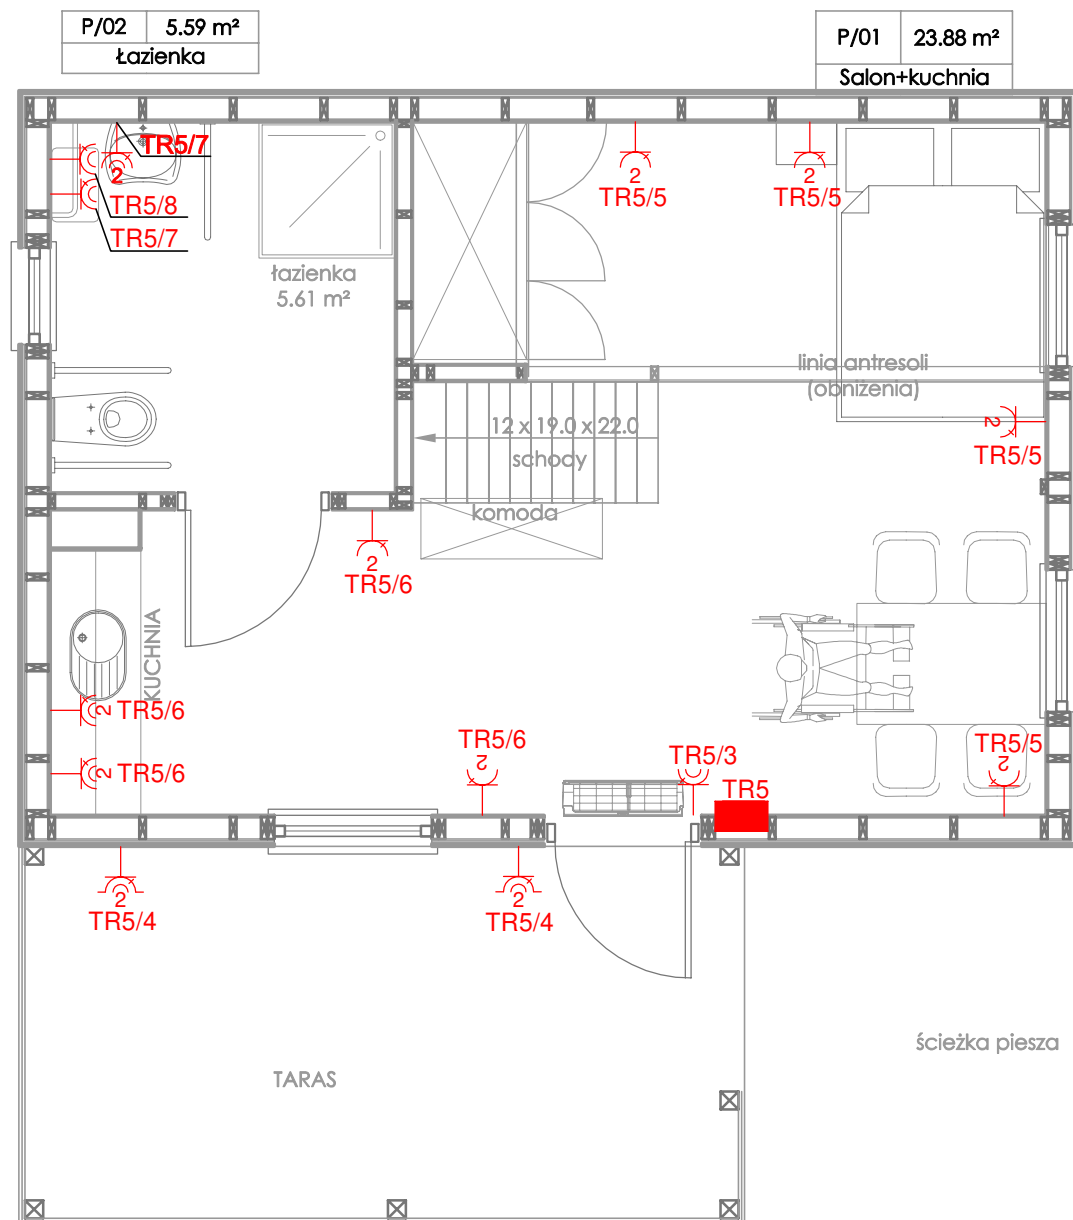 P/02 5.59 m²
Łazienka
P/01 23.88 m²
Salon+kuchnia
TR5/7
2
TR5/8
TR5/7
2
TR5/5
2
TR5/5
łazienka
5.61 m²
linia antresoli
(obniżenia)
12 x 19.0 x 22.0
schody
2
TR5/5
komoda
2
TR5/6
KUCHNIA
2 TR5/6
2 TR5/6
TR5/6
2
TR5/3
TR5
TR5/5
2
2
TR5/4
2
TR5/4
ścieżka piesza
TARAS